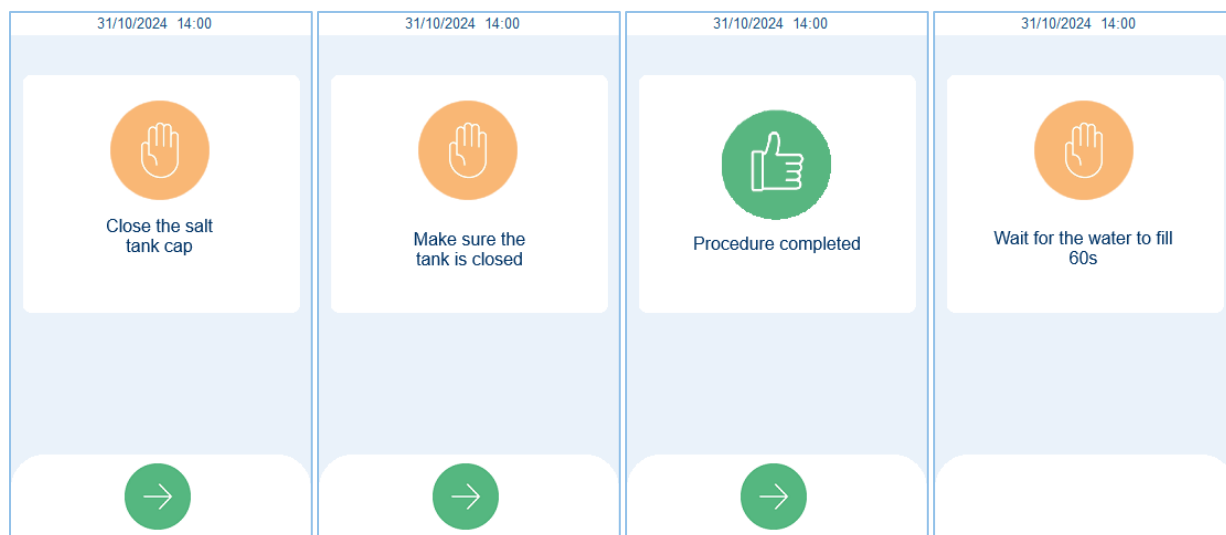 31/10/2024 14:00
Close the salt
tank cap
31/10/2024 14:00
Make sure the
tank is closed
31/10/2024 14:00
Procedure completed
31/10/2024 14:00
Wait for the water to fill
60s